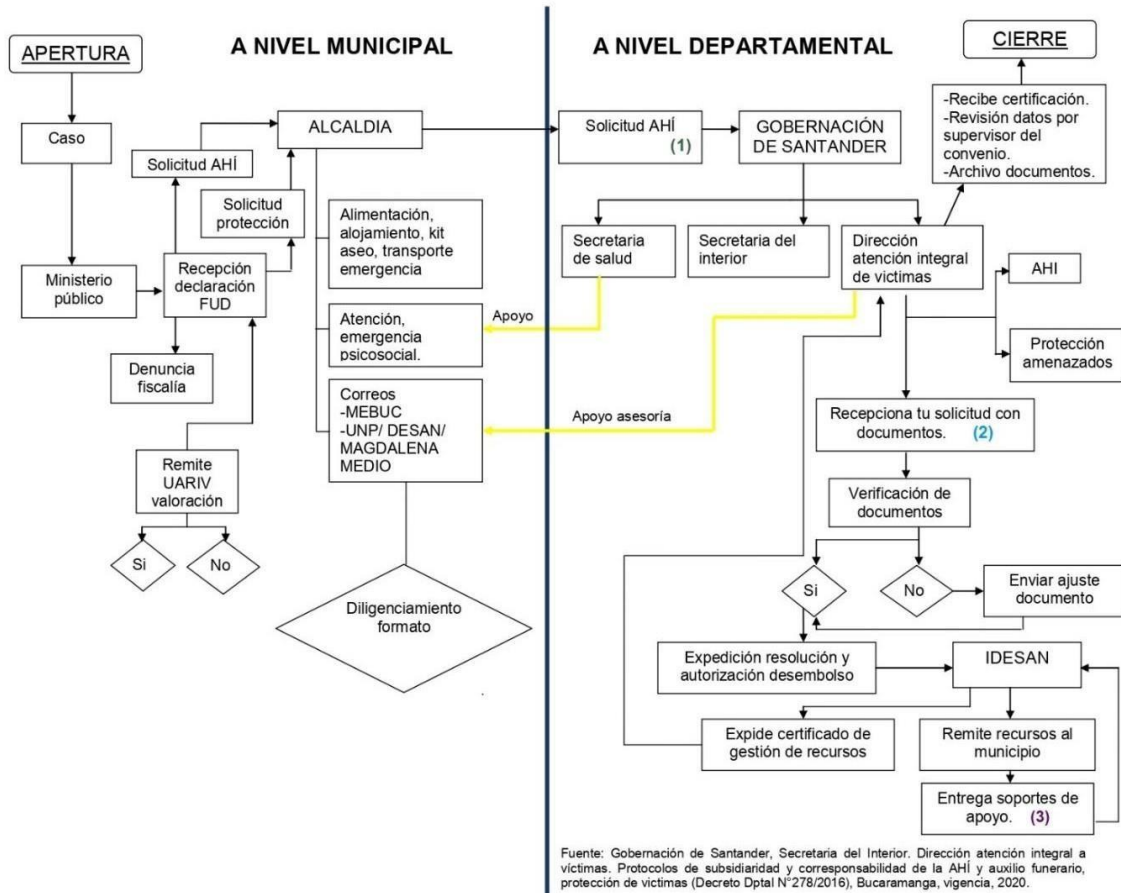 APERTURA
A NIVEL MUNICIPAL
A NIVEL DEPARTAMENTAL
CIERRE
Caso
Solicitud AHÍ
ALCALDIA
Solicitud
protección
Ministerio
público
Recepción
declaración
FUD
Denuncia
fiscalía
Remite
UARIV
valoración
Si
No
Alimentación,
alojamiento, kit
aseo, transporte
emergencia
Atención,
emergencia
psicosocial.
Correos
-MEBUC
-UNP/ DESAN/
MAGDALENA
MEDIO
Diligenciamiento
formato
Apoyo
Apoyo asesoría
Solicitud AHÍ
(1)
GOBERNACIÓN
DE SANTANDER
-Recibe certificación.
-Revisión datos por
supervisor del
convenio.
-Archivo documentos.
Secretaria
de salud
Secretaria del
interior
Dirección
atención integral
de victimas
AHI
Protección
amenazados
Recepciona tu solicitud con
documentos. (2)
Verificación de
documentos
Si
No
Enviar ajuste
documento
Expedición resolución y
autorización desembolso
IDESAN
Expide certificado de
gestión de recursos
Remite recursos al
municipio
Entrega soportes de
apoyo. (3)
Fuente: Gobernación de Santander, Secretaria del Interior. Dirección atención integral a
víctimas. Protocolos de subsidiaridad y corresponsabilidad de la AHÍ y auxilio funerario,
protección de victimas (Decreto Dptal N°278/2016), Bucaramanga, vigencia, 2020.